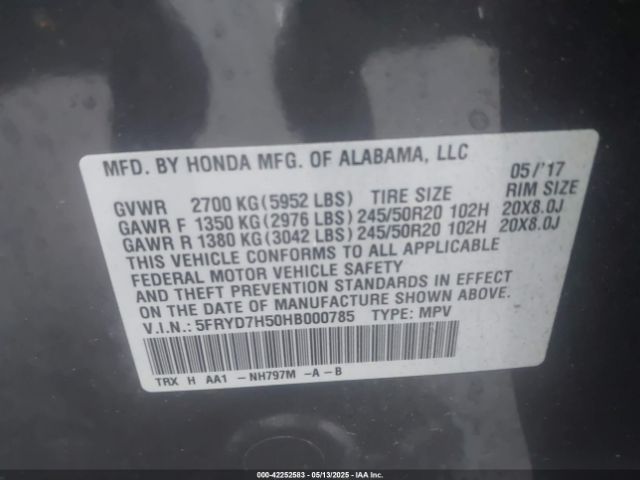 MFD. BY HONDA MFG. OF ALABAMA, LLC 05/'17
GVWR 2700 KG(5952 LBS) TIRE SIZE RIM SIZE
GAWR F 1350 KG(2976 LBS)245/50R20 102H 20X8.0J
GAWR R 1380 KG(3042 LBS)245/50R20 102H 20X8.0J
THIS VEHICLE CONFORMS TO ALL APPLICABLE
FEDERAL MOTOR VEHICLE SAFETY
AND THEFT PREVENTION STANDARDS IN EFFECT
ON THE DATE OF MANUFACTURE SHOWN ABOVE.
V.I.N.: 5FRYD7H50HB000785 TYPE: MPV
TRX H AA1 -NH797M -A-B
000-42252583 - 05/13/2025 - IAA Inc.